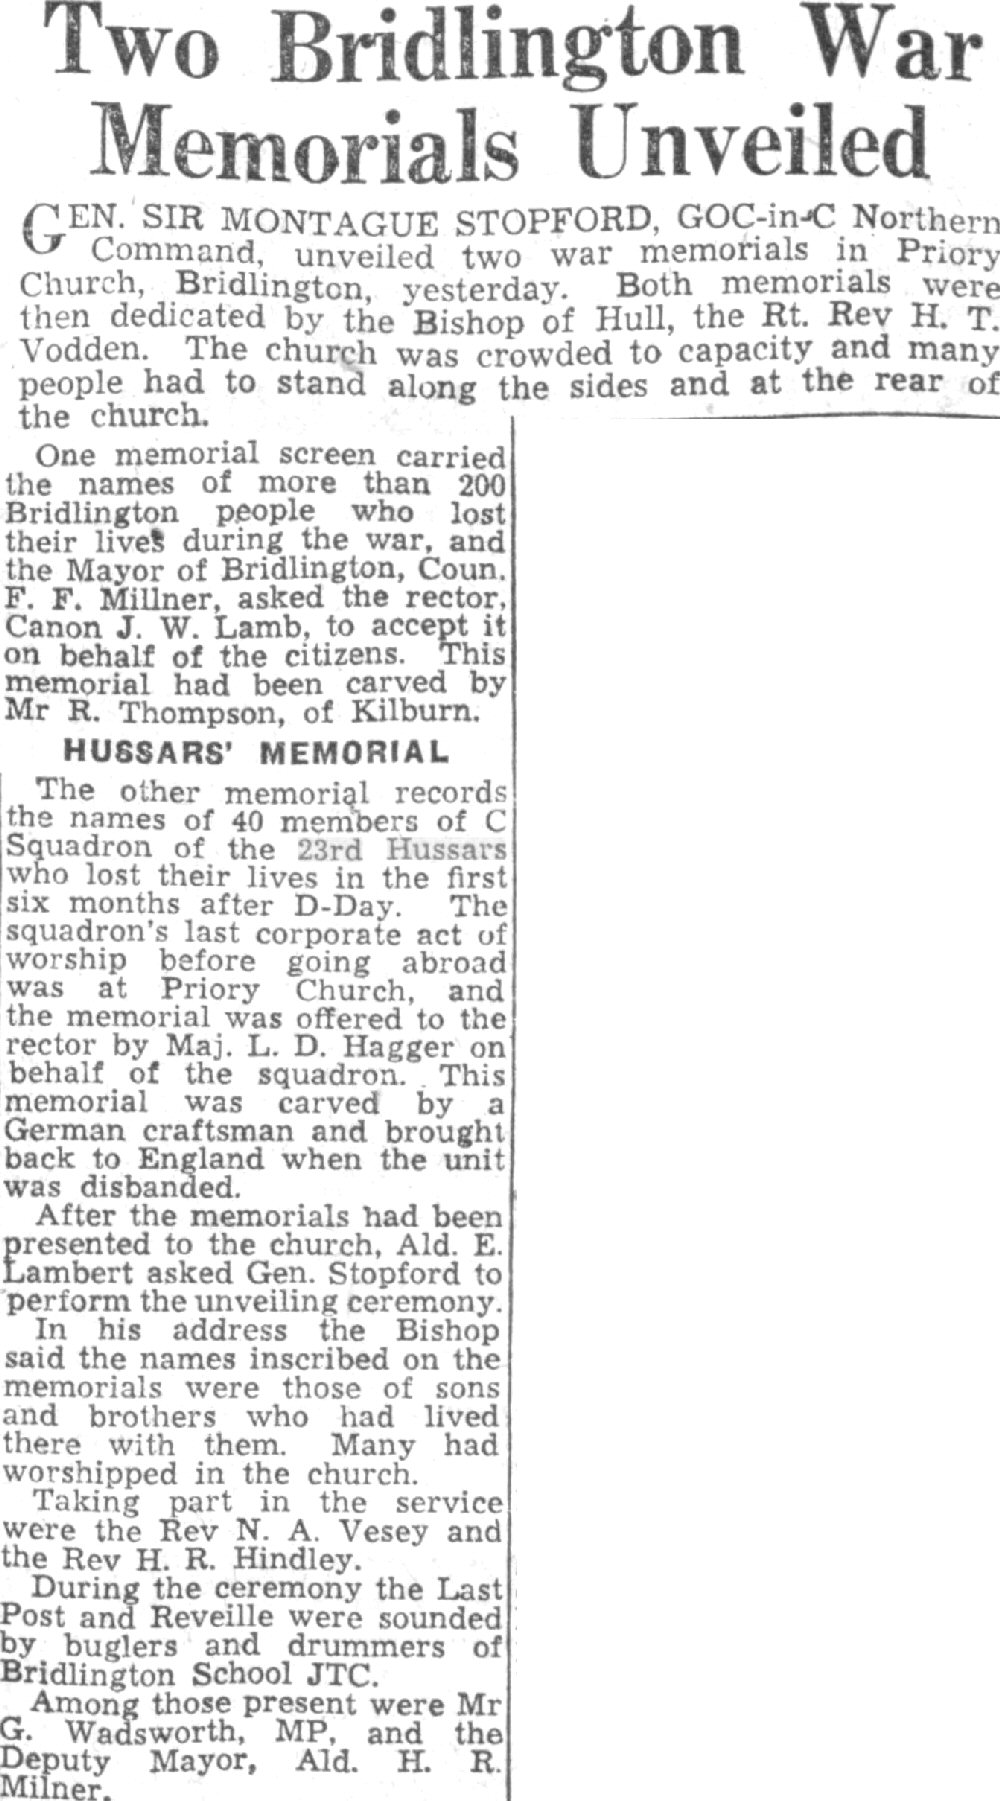 Two Bridlington War
Memorials Unveiled
GEN. SIR MONTAGUE STOPFORD, GOC-in-C Northern
Command, unveiled two war memorials in Priory
Church, Bridlington, yesterday. Both memorials were
then dedicated by the Bishop of Hull, the Rt. Rev H. T.
Vodden. The church was crowded to capacity and many
people had to stand along the sides and at the rear of
the church.
One memorial screen carried
the names of more than 200
Bridlington people who lost
their lives during the war, and
the Mayor of Bridlington, Coun.
F. F. Millner, asked the rector,
Canon J. W. Lamb, to accept it
on behalf of the citizens. This
memorial had been carved by
Mr R. Thompson, of Kilburn.
HUSSARS' MEMORIAL
The other memorial records
the names of 40 members of C
Squadron of the 23rd Hussars
who lost their lives in the first
six months after D-Day. The
squadron's last corporate act of
worship before going abroad
was at Priory Church, and
the memorial was offered to the
rector by Maj. L. D. Hagger on
behalf of the squadron. This
memorial was carved by a
German craftsman and brought
back to England when the unit
was disbanded.
After the memorials had been
presented to the church, Ald. E.
Lambert asked Gen. Stopford to
perform the unveiling ceremony.
In his address the Bishop
said the names inscribed on the
memorials were those of sons
and brothers who had lived
there with them. Many had
worshipped in the church.
Taking part in the service
were the Rev N. A. Vesey and
the Rev H. R. Hindley.
During the ceremony the Last
Post and Reveille were sounded
by buglers and drummers of
Bridlington School JTC.
Among those present were Mr
G. Wadsworth, MP, and the
Deputy Mayor, Ald. H. R.
Milner.